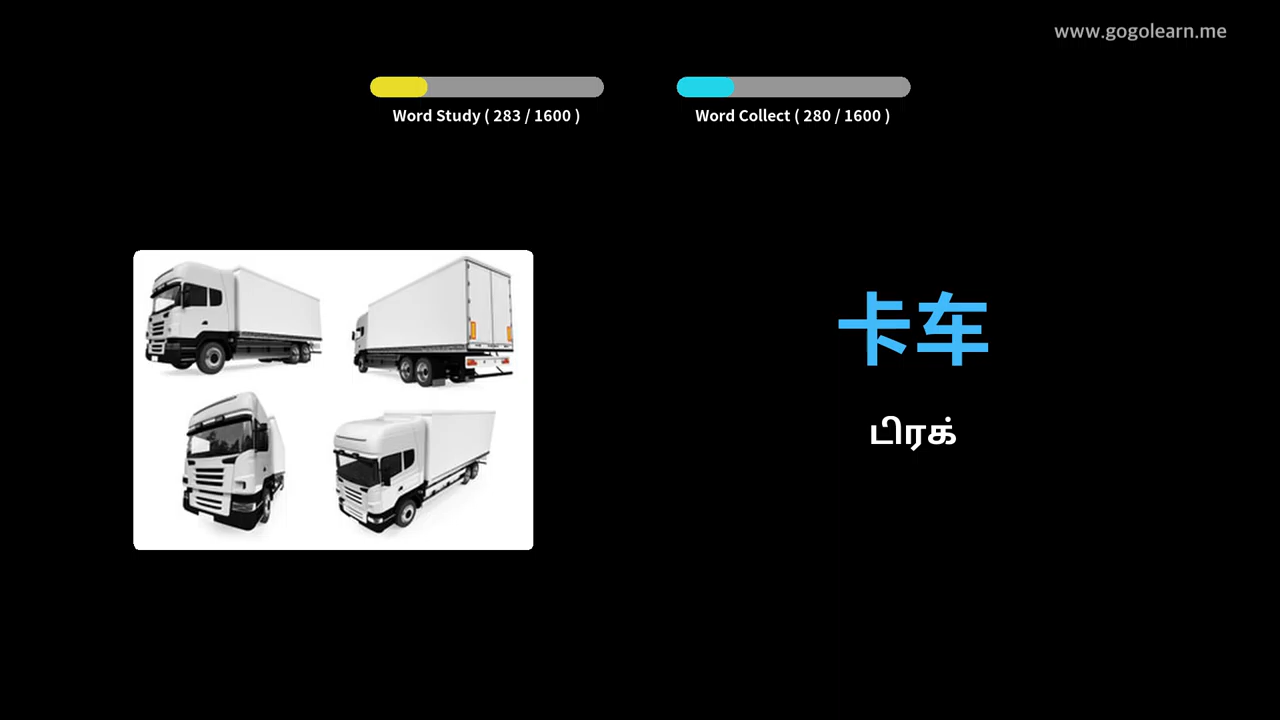 www.gogolearn.me
Word Study ( 283 / 1600 )
Word Collect ( 280 / 1600 )
卡车
பிரக்